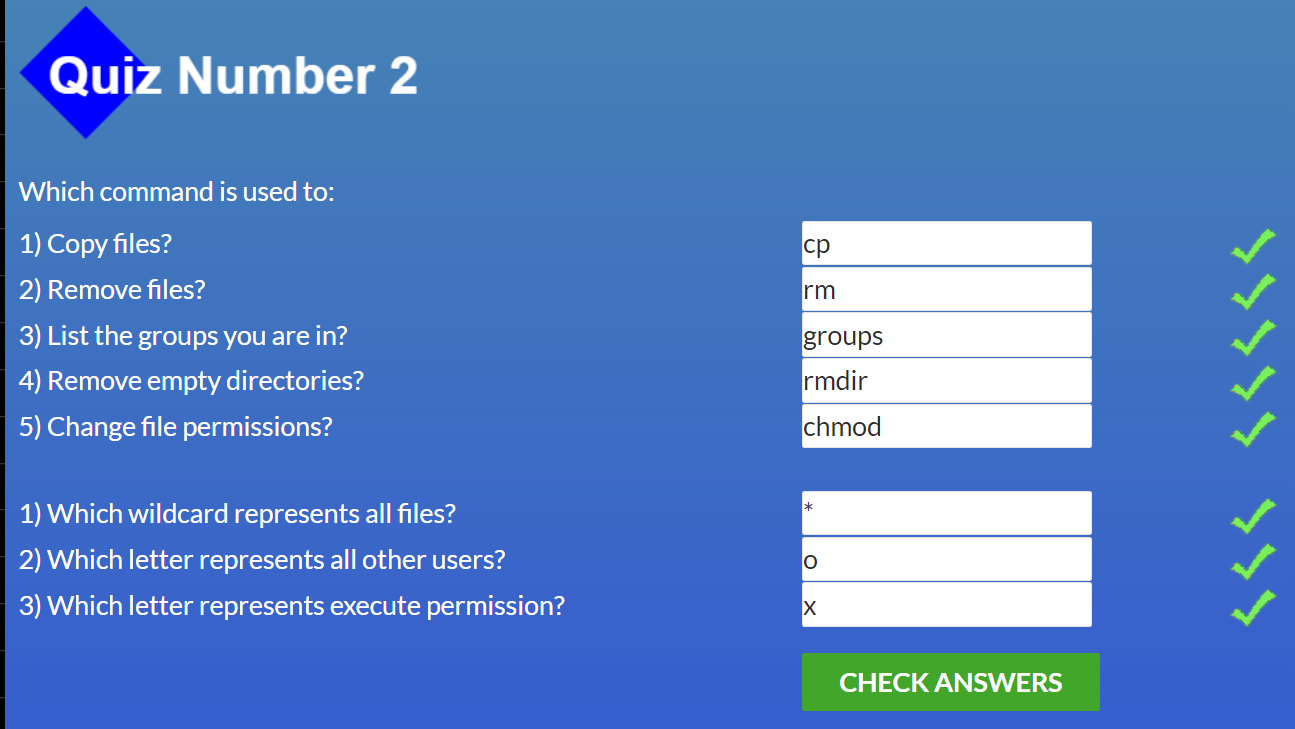 Quiz Number 2
Which command is used to:
1) Copy files? cp
2) Remove files? rm
3) List the groups you are in? groups
4) Remove empty directories? rmdir
5) Change file permissions? chmod
1) Which wildcard represents all files? *
2) Which letter represents all other users? o
3) Which letter represents execute permission? x
CHECK ANSWERS